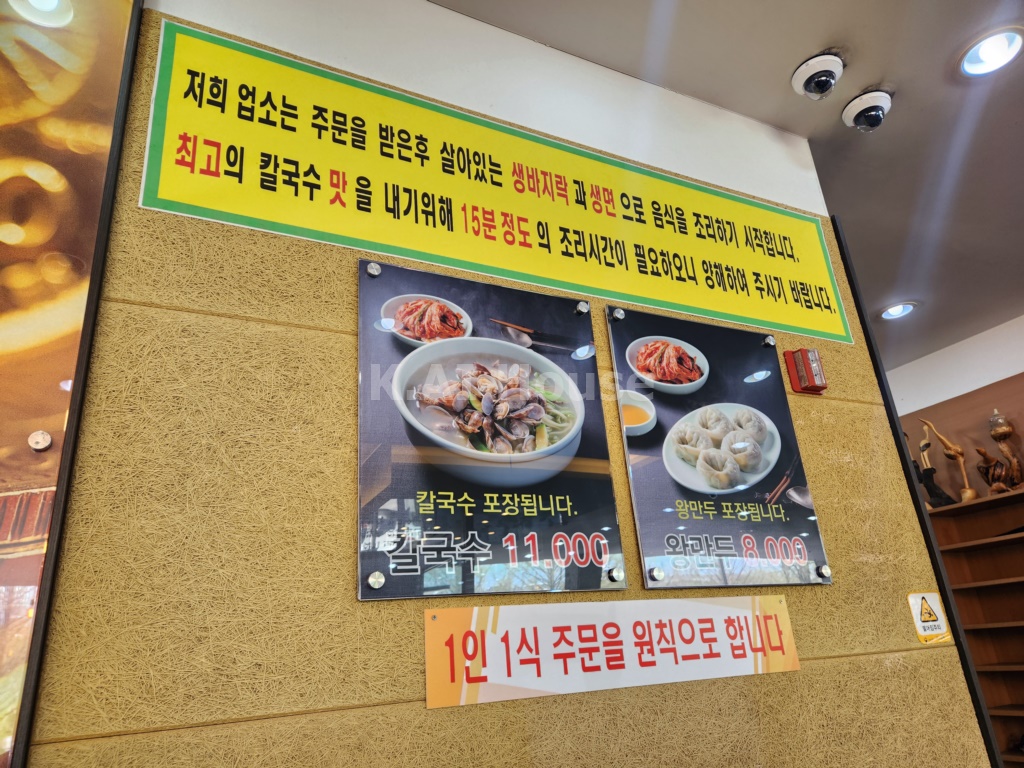 저희 업소는 주문을 받은후 살아있는 생바지락과 생면으로 음식을 조리하기 시작합니다.
최고의 칼국수 맛을 내기위해 15분정도의 조리시간이 필요하오니 양해하여 주시기 바랍니다.
칼국수 포장됩니다.
칼국수 11,000
왕만두 포장됩니다.
왕만두 8,000
1인 1식 주문을 원칙으로 합니다